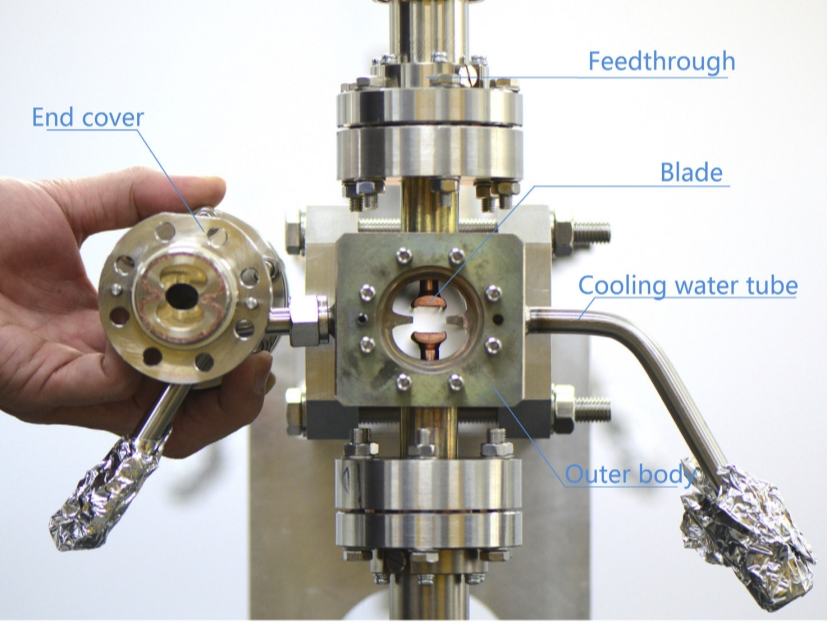 Feedthrough
End cover
Blade
Cooling water tube
Outer body